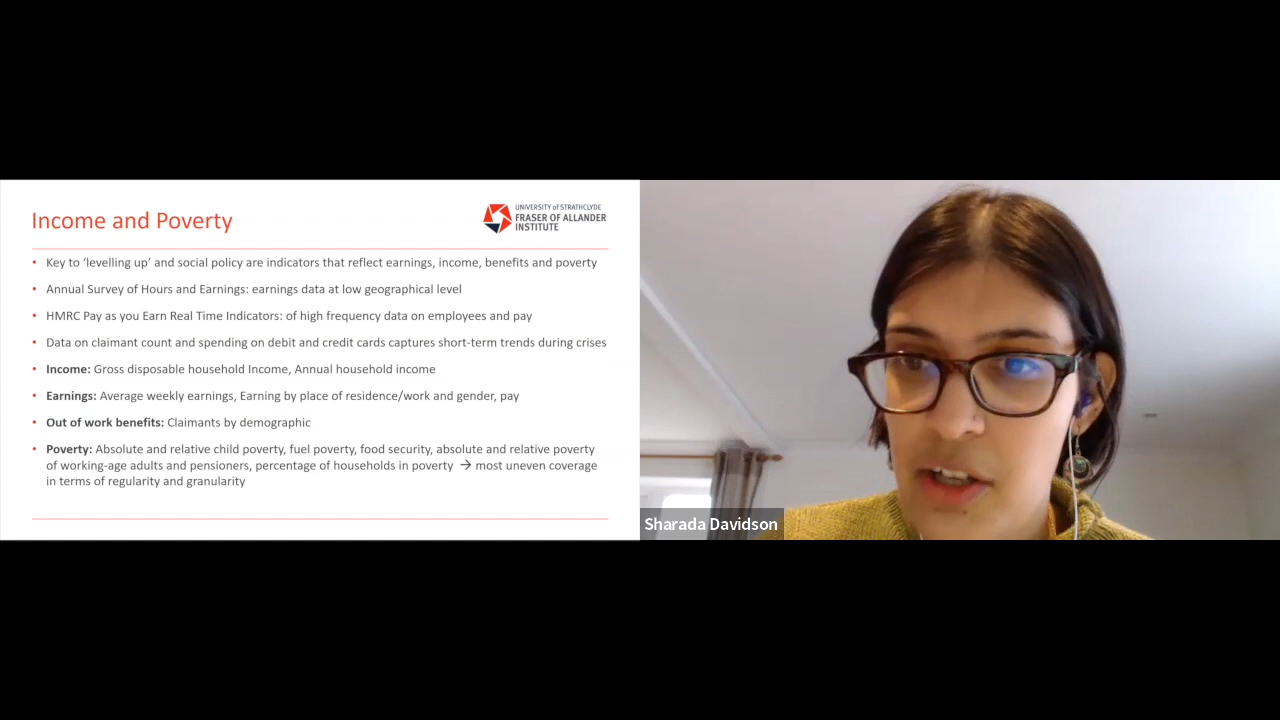 Income and Poverty
UNIVERSITY of STRATHCLYDE
FRASER OF ALLANDER
INSTITUTE
• Key to ‘levelling up’ and social policy are indicators that reflect earnings, income, benefits and poverty
• Annual Survey of Hours and Earnings: earnings data at low geographical level
• HMRC Pay as you Earn Real Time Indicators: of high frequency data on employees and pay
• Data on claimant count and spending on debit and credit cards captures short-term trends during crises
• Income: Gross disposable household Income, Annual household income
• Earnings: Average weekly earnings, Earning by place of residence/work and gender, pay
• Out of work benefits: Claimants by demographic
• Poverty: Absolute and relative child poverty, fuel poverty, food security, absolute and relative poverty
of working-age adults and pensioners, percentage of households in poverty → most uneven coverage
in terms of regularity and granularity
Sharada Davidson